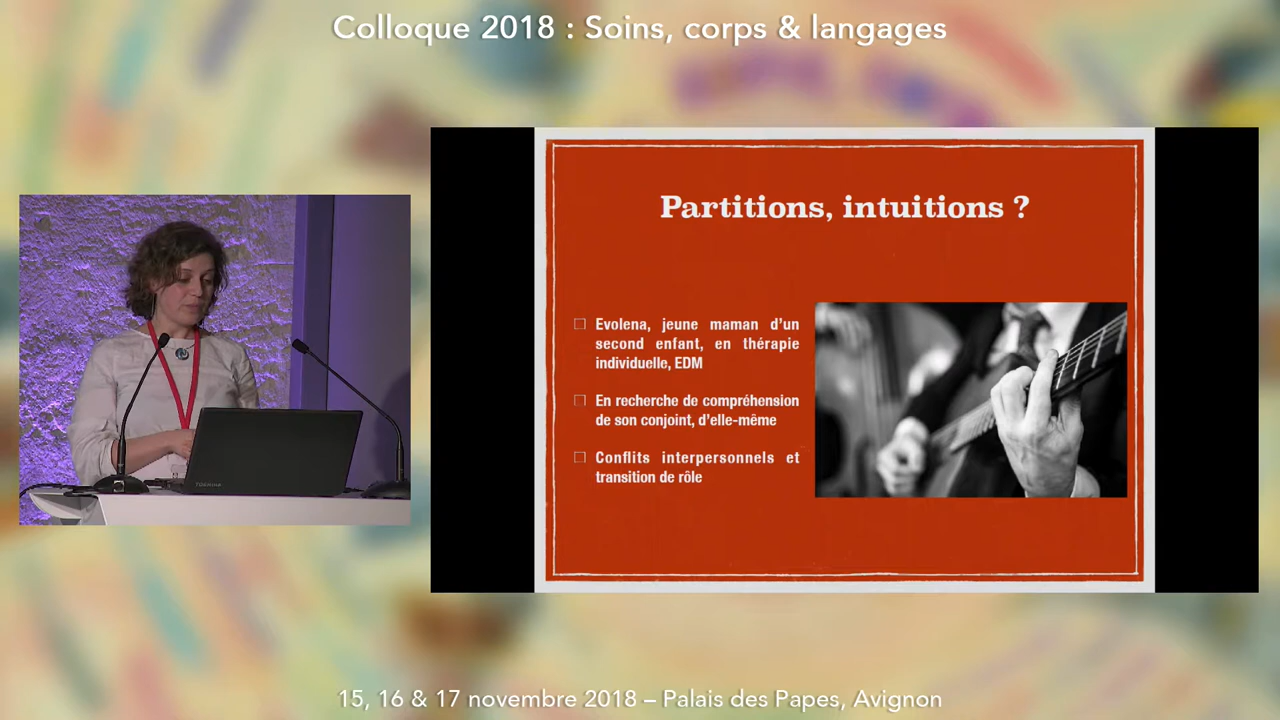 Colloque 2018 : Soins, corps & langages
Partitions, intuitions ?
Evolena, jeune maman d'un
second enfant, en thérapie
individuelle, EDM
En recherche de compréhension
de son conjoint, d'elle-même
Conflits interpersonnels et
transition de rôle
TOSHIBA
15, 16 & 17 novembre 2018 – Palais des Papes, Avignon